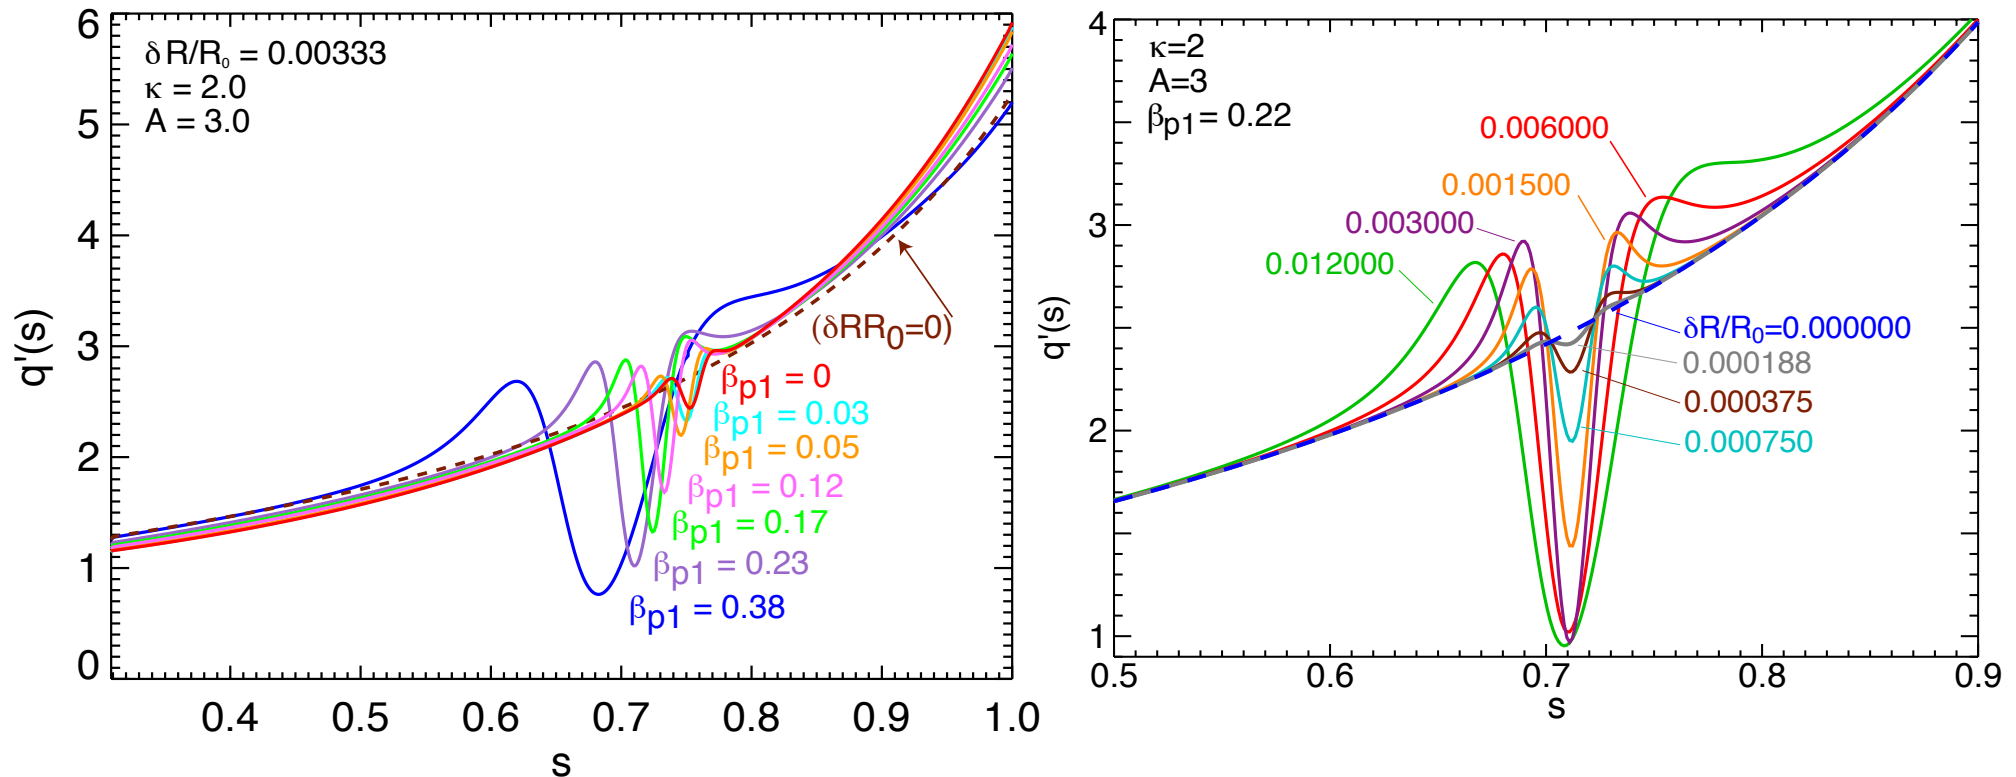 δR/R₀ = 0.00333
κ = 2.0
A = 3.0
6
5
4
3
2
1
0
q'(s)
(δRR₀=0)
βp1 = 0
βp1 = 0.03
βp1 = 0.05
βp1 = 0.12
βp1 = 0.17
βp1 = 0.23
βp1 = 0.38
0.4 0.5 0.6 0.7 0.8 0.9 1.0
s
κ=2
A=3
βp1= 0.22
4
3
2
1
q'(s)
0.006000
0.001500
0.003000
0.012000
δR/R₀=0.000000
0.000188
0.000375
0.000750
0.5 0.6 0.7 0.8 0.9
s